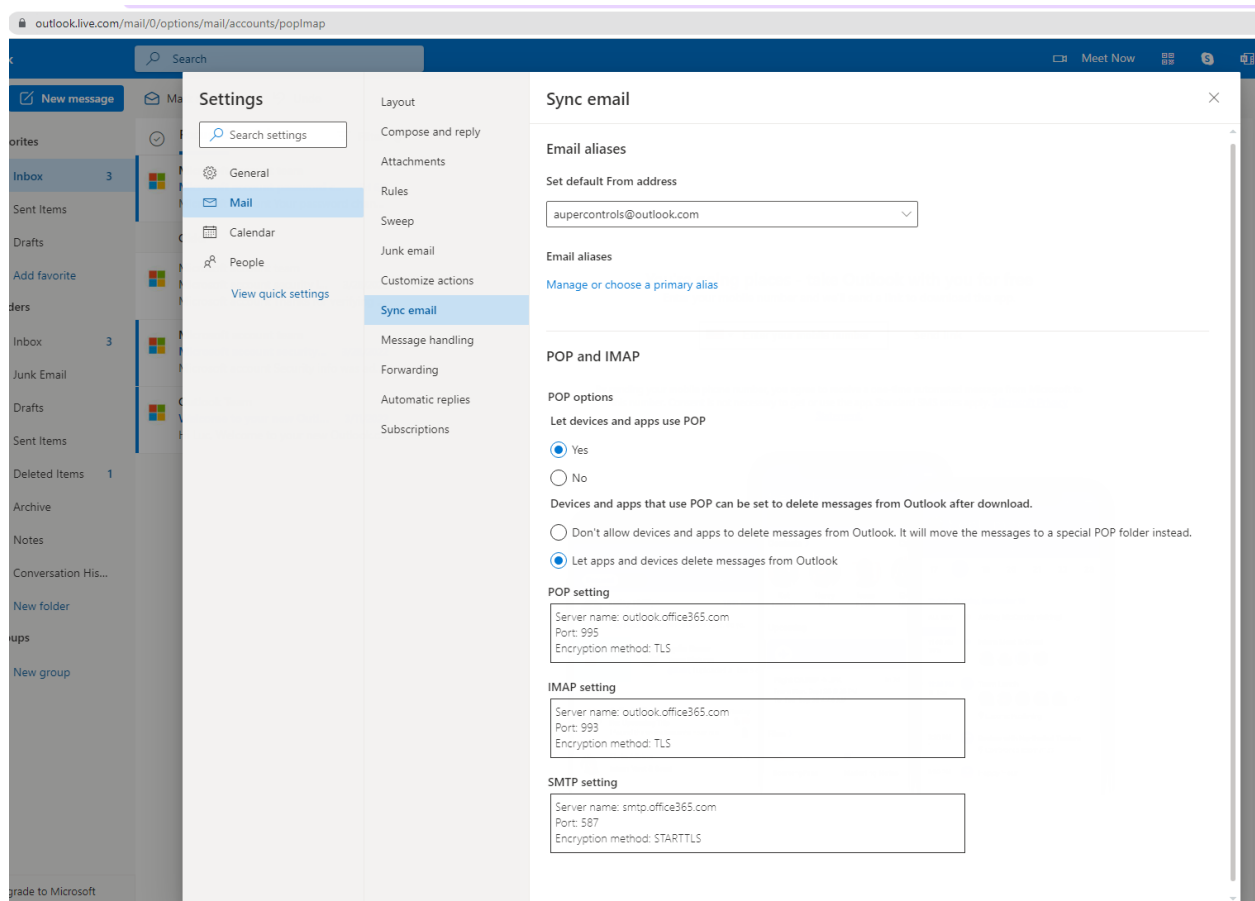 outlook.live.com/mail/0/options/mail/accounts/popImap
Search
Meet Now
New message
Ma
orites
Inbox 3
Sent Items
Drafts
Add favorite
ders
Inbox 3
Junk Email
Drafts
Sent Items
Deleted Items 1
Archive
Notes
Conversation His...
New folder
ups
New group
grade to Microsoft
Settings
Search settings
General
Mail
Calendar
People
View quick settings
Layout
Compose and reply
Attachments
Rules
Sweep
Junk email
Customize actions
Sync email
Message handling
Forwarding
Automatic replies
Subscriptions
Sync email
Email aliases
Set default From address
aupercontrols@outlook.com
Email aliases
Manage or choose a primary alias
POP and IMAP
POP options
Let devices and apps use POP
Yes
No
Devices and apps that use POP can be set to delete messages from Outlook after download.
Don't allow devices and apps to delete messages from Outlook. It will move the messages to a special POP folder instead.
Let apps and devices delete messages from Outlook
POP setting
Server name: outlook.office365.com
Port: 995
Encryption method: TLS
IMAP setting
Server name: outlook.office365.com
Port: 993
Encryption method: TLS
SMTP setting
Server name: smtp.office365.com
Port: 587
Encryption method: STARTTLS